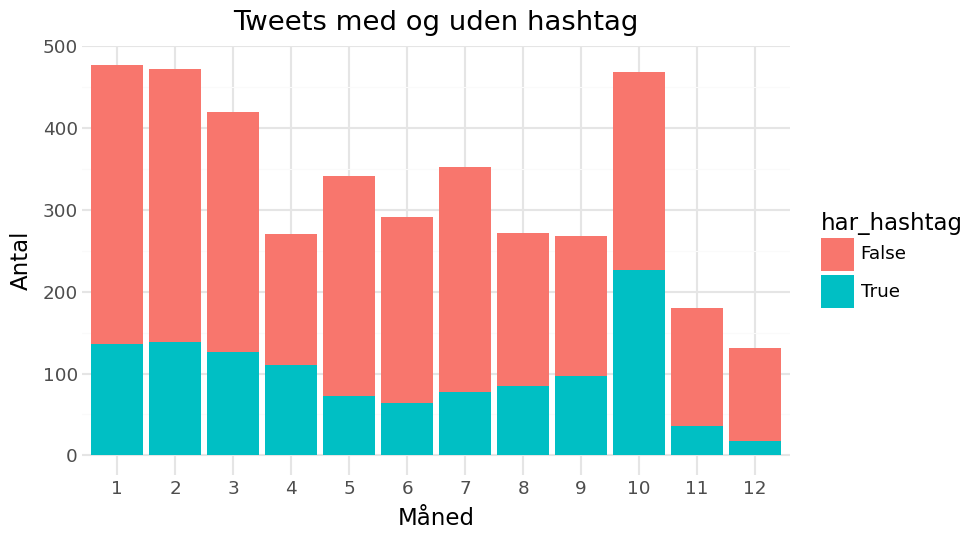 Tweets med og uden hashtag
Antal
500
400
300
200
100
0
1 2 3 4 5 6 7 8 9 10 11 12
Måned
har_hashtag
False
True